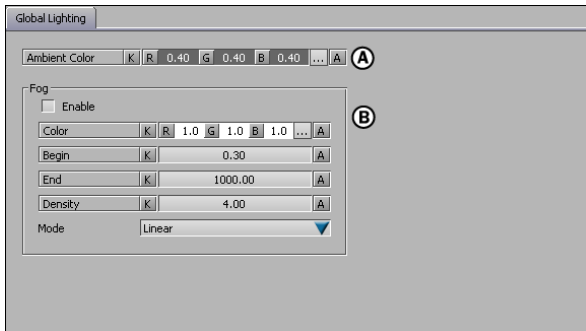 Global Lighting
Ambient Color K R 0.40 G 0.40 B 0.40 ... A A
Fog
Enable
B
Color K R 1.0 G 1.0 B 1.0 ... A
Begin K 0.30 A
End K 1000.00 A
Density K 4.00 A
Mode Linear